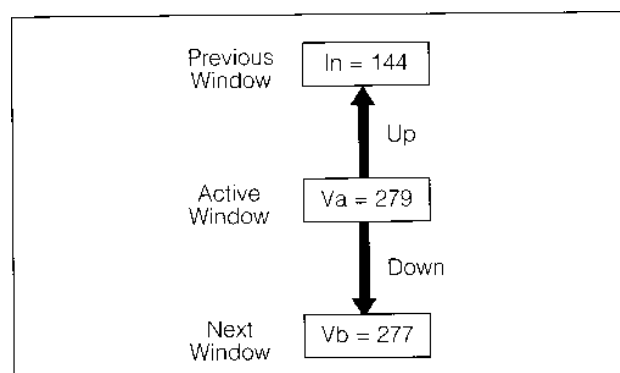 Previous
Window
In = 144
Up
Active
Window
Va = 279
Down
Next
Window
Vb = 277